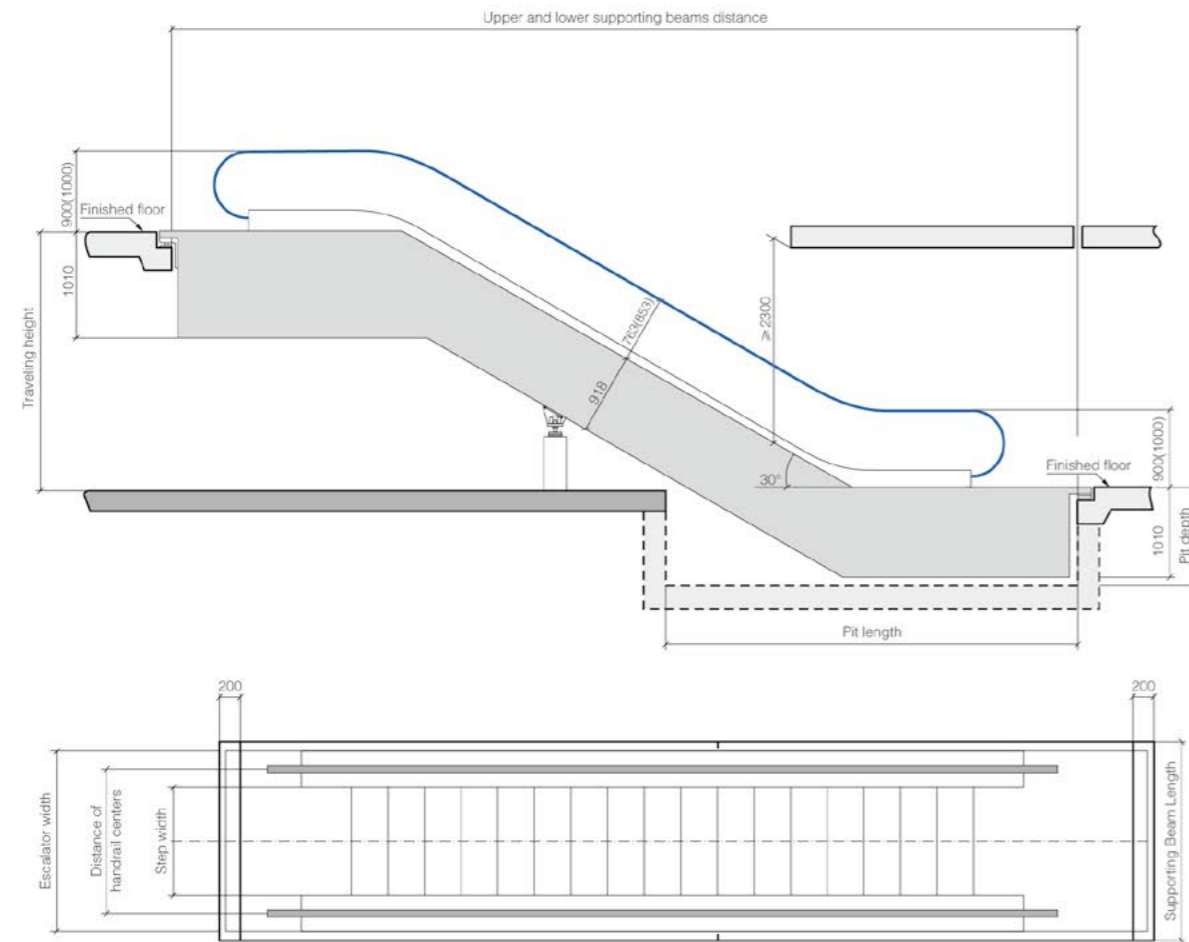 Upper and lower supporting beams distance
900(1000)
Finished floor
1010
Traveling height
763(853)
918
≥2300
30°
900(1000)
Finished floor
1010
Pit depth
Pit length
200
200
Escalator width
Distance of
handrail centers
Step width
Supporting Beam Length